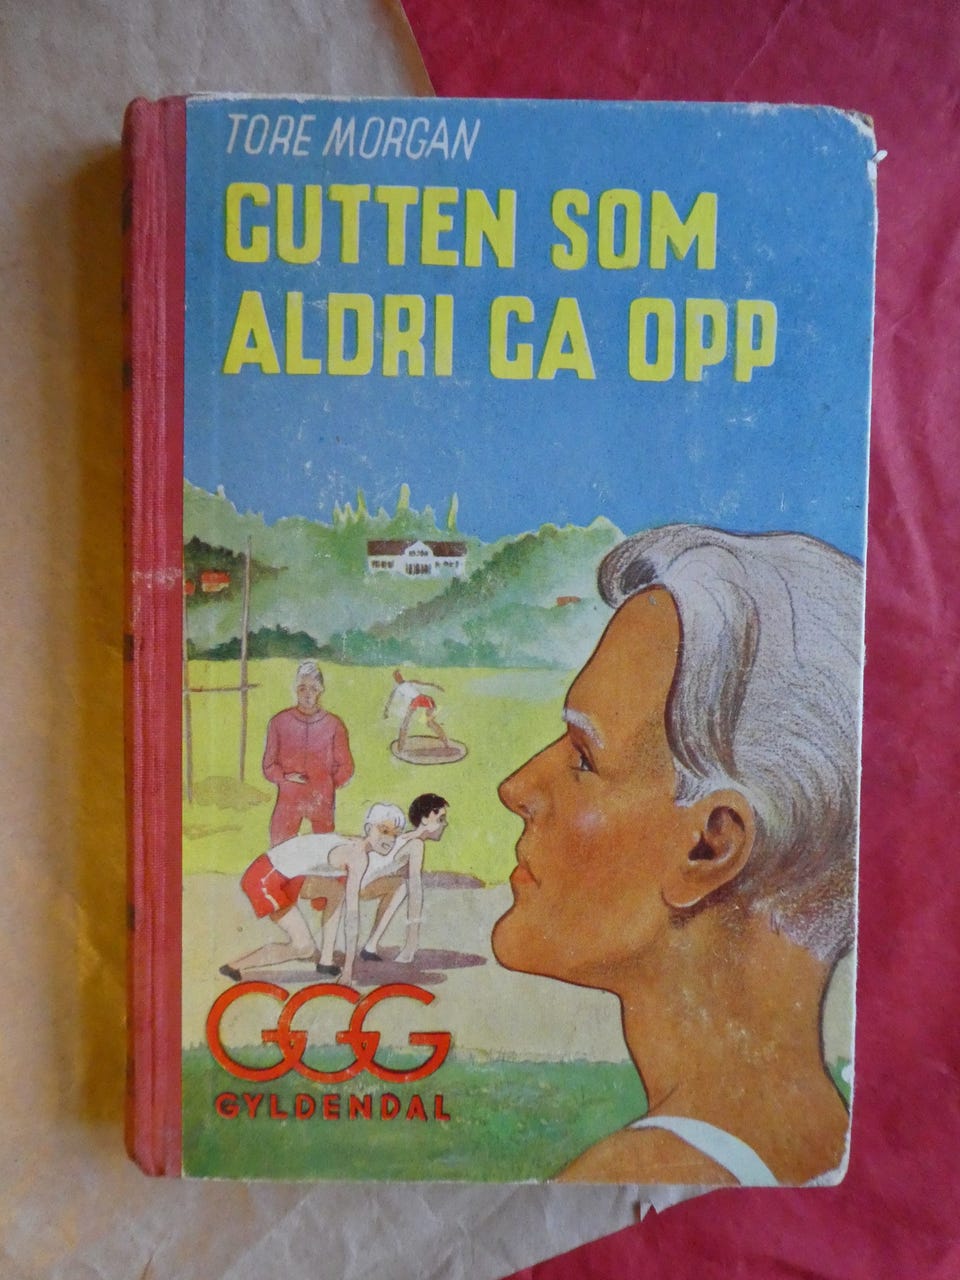 TORE MORGAN
GUTTEN SOM
ALDRI GA OPP
GGG
GYLDENDAL